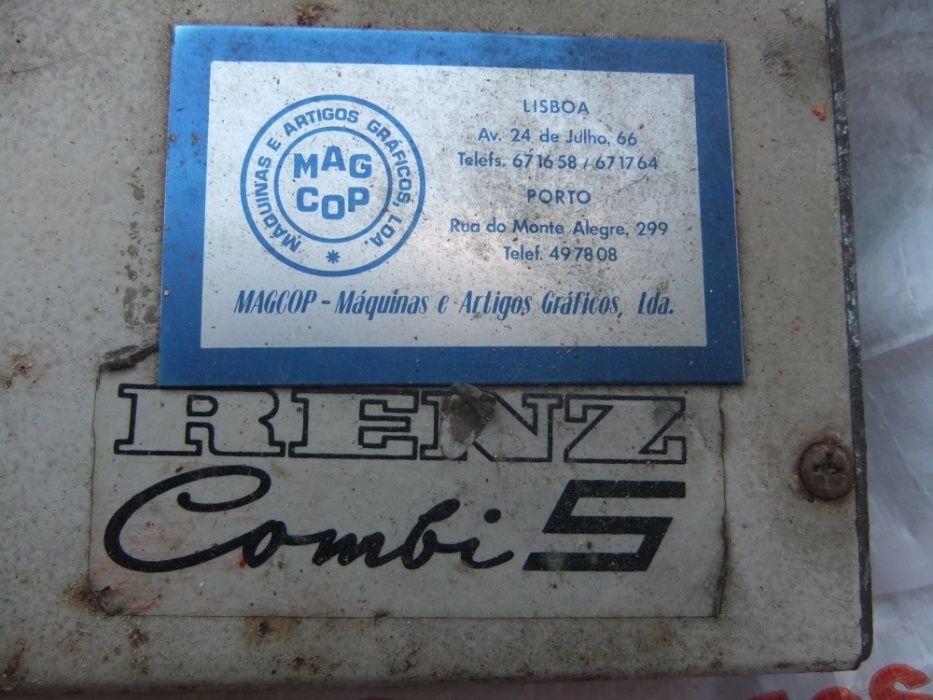 MÁQUINAS E ARTIGOS GRÁFICOS, LDA.
MAG
COP
LISBOA
Av. 24 de Julho, 66
Telefs. 67 16 58 / 67 17 64
PORTO
Rua do Monte Alegre, 299
Telef. 49 78 08
MAGCOP - Máquinas e Artigos Gráficos, Lda.
RENZ
Combi S